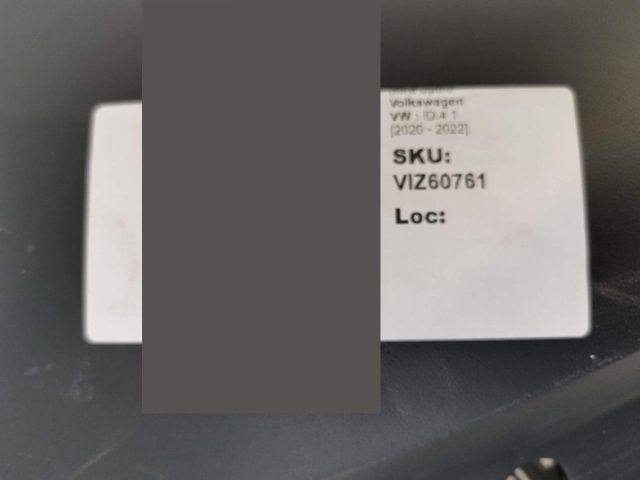 Volkswagen
VW : ID.4 1
[2020 - 2022]
SKU:
VIZ60761
Loc: